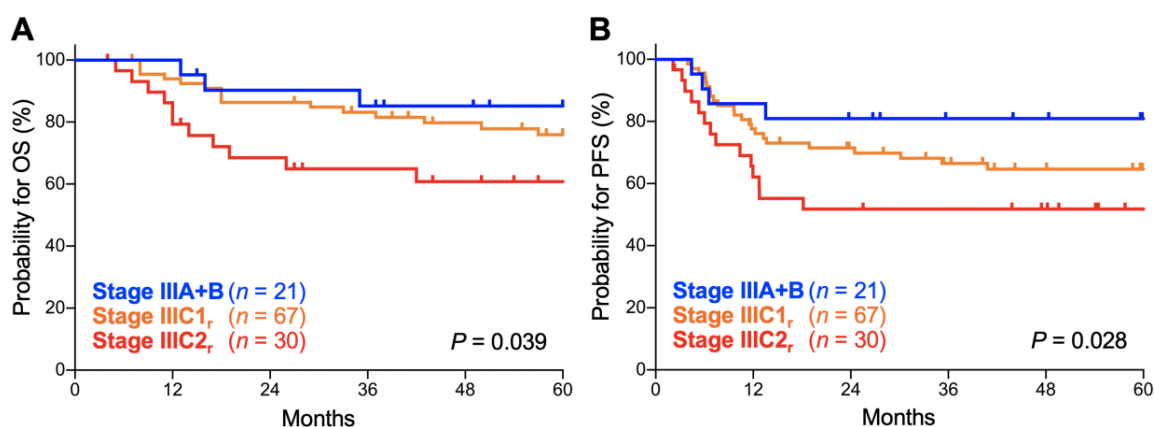 A
Probability for OS (%)
100
80
60
40
20
0
Stage IIIA+B (n = 21)
Stage IIIC1r (n = 67)
Stage IIIC2r (n = 30)
P = 0.039
0 12 24 36 48 60
Months
B
Probability for PFS (%)
100
80
60
40
20
0
Stage IIIA+B (n = 21)
Stage IIIC1r (n = 67)
Stage IIIC2r (n = 30)
P = 0.028
0 12 24 36 48 60
Months